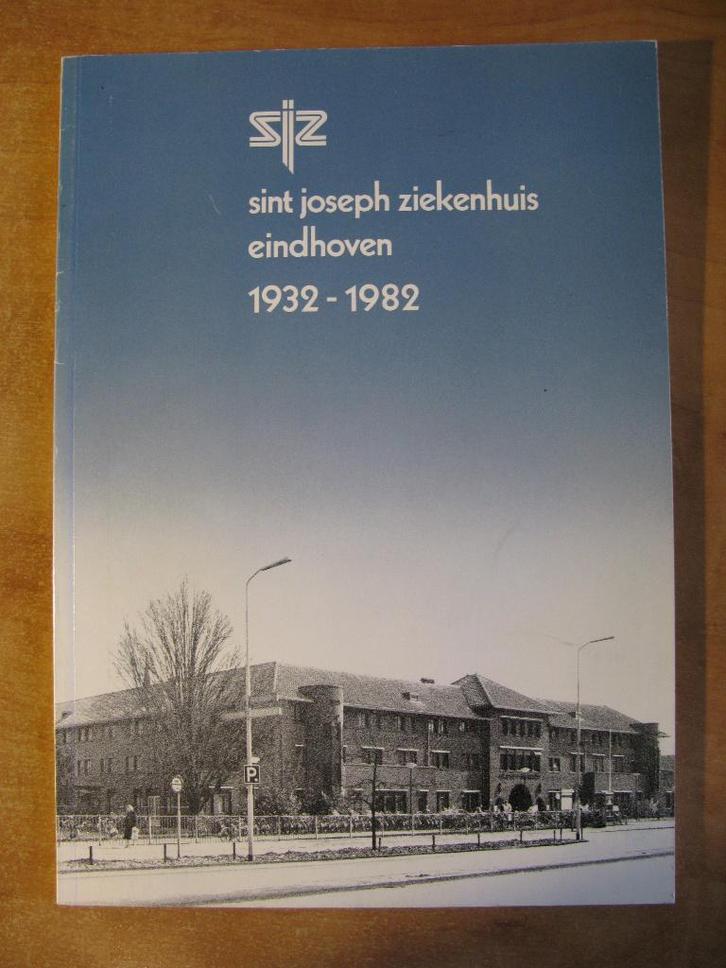 sjz
sint joseph ziekenhuis
eindhoven
1932 - 1982
P